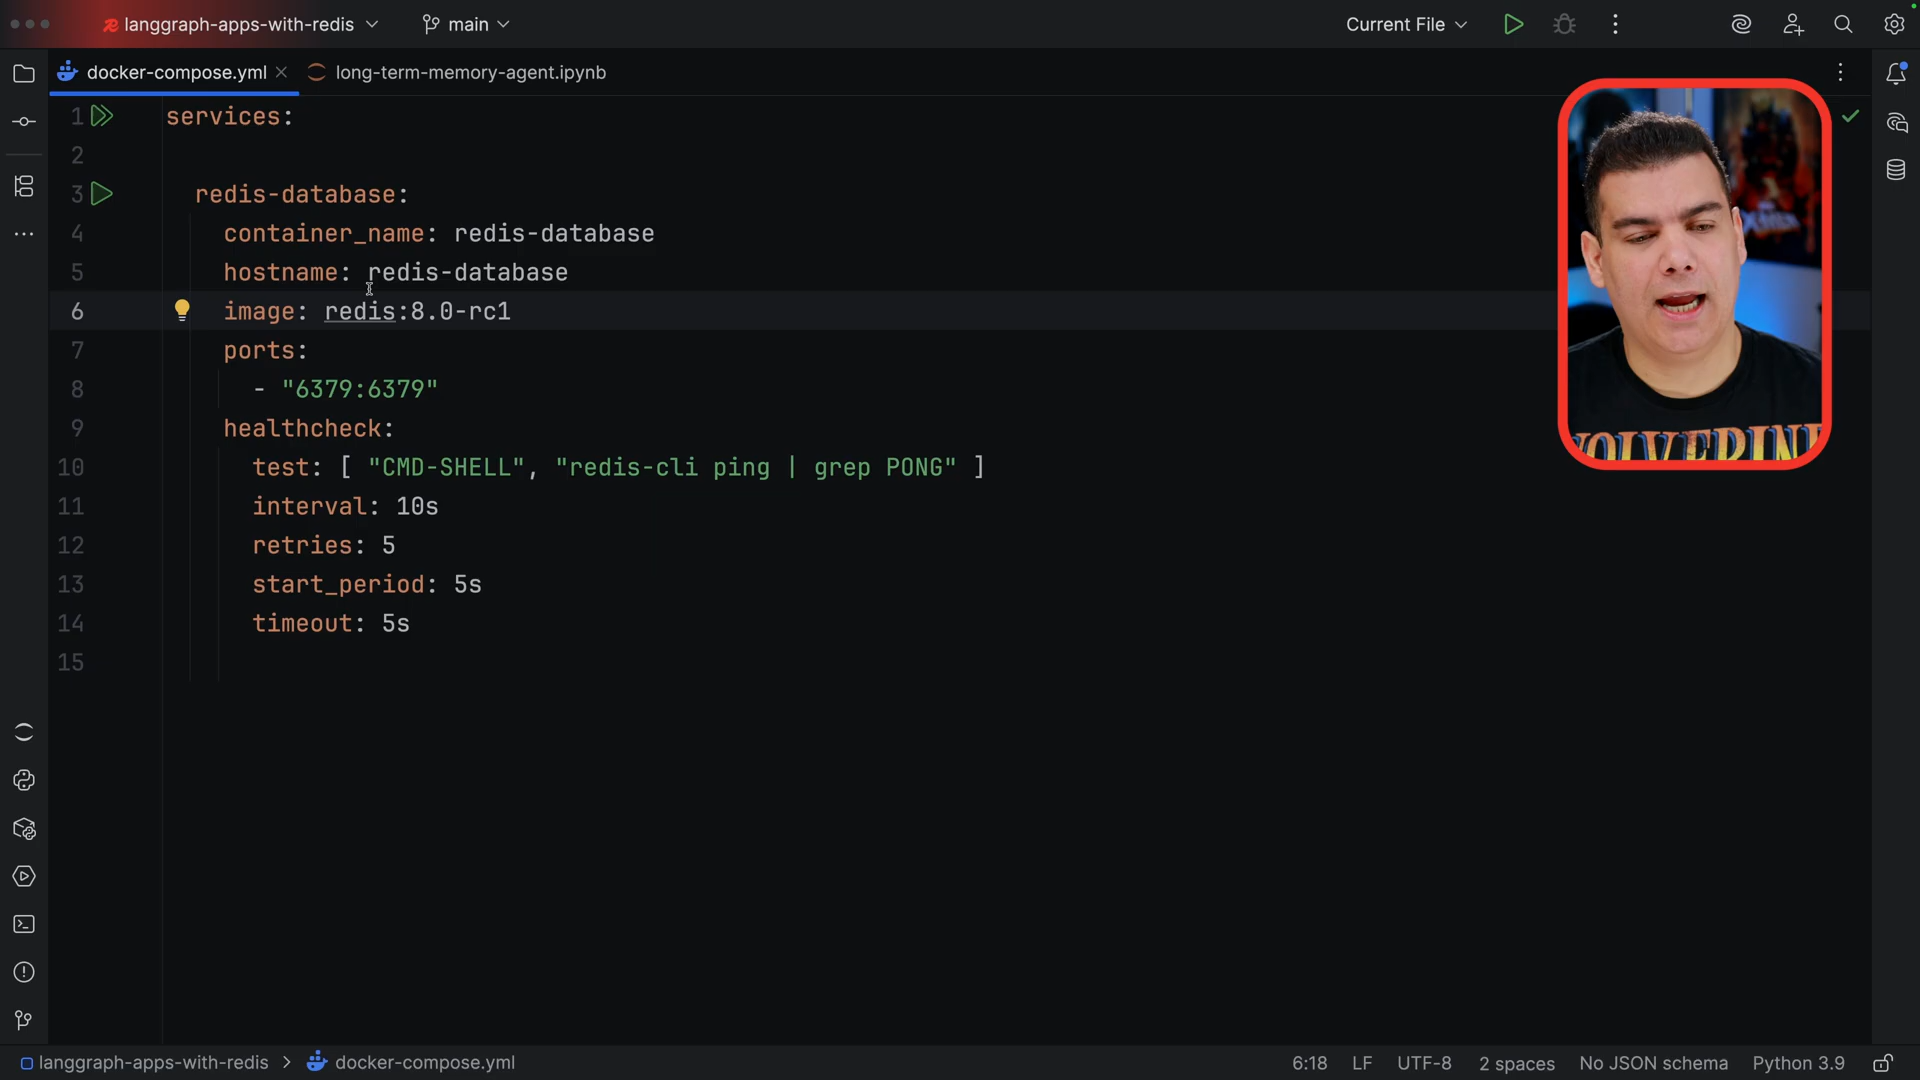 langgraph-apps-with-redis
main
Current File
docker-compose.yml
long-term-memory-agent.ipynb
1 services:
2
3 redis-database:
4 container_name: redis-database
5 hostname: redis-database
6 image: redis:8.0-rc1
7 ports:
8 - "6379:6379"
9 healthcheck:
10 test: [ "CMD-SHELL", "redis-cli ping | grep PONG" ]
11 interval: 10s
12 retries: 5
13 start_period: 5s
14 timeout: 5s
15
WOLVERINE
langgraph-apps-with-redis > docker-compose.yml
6:18 LF UTF-8 2 spaces No JSON schema Python 3.9